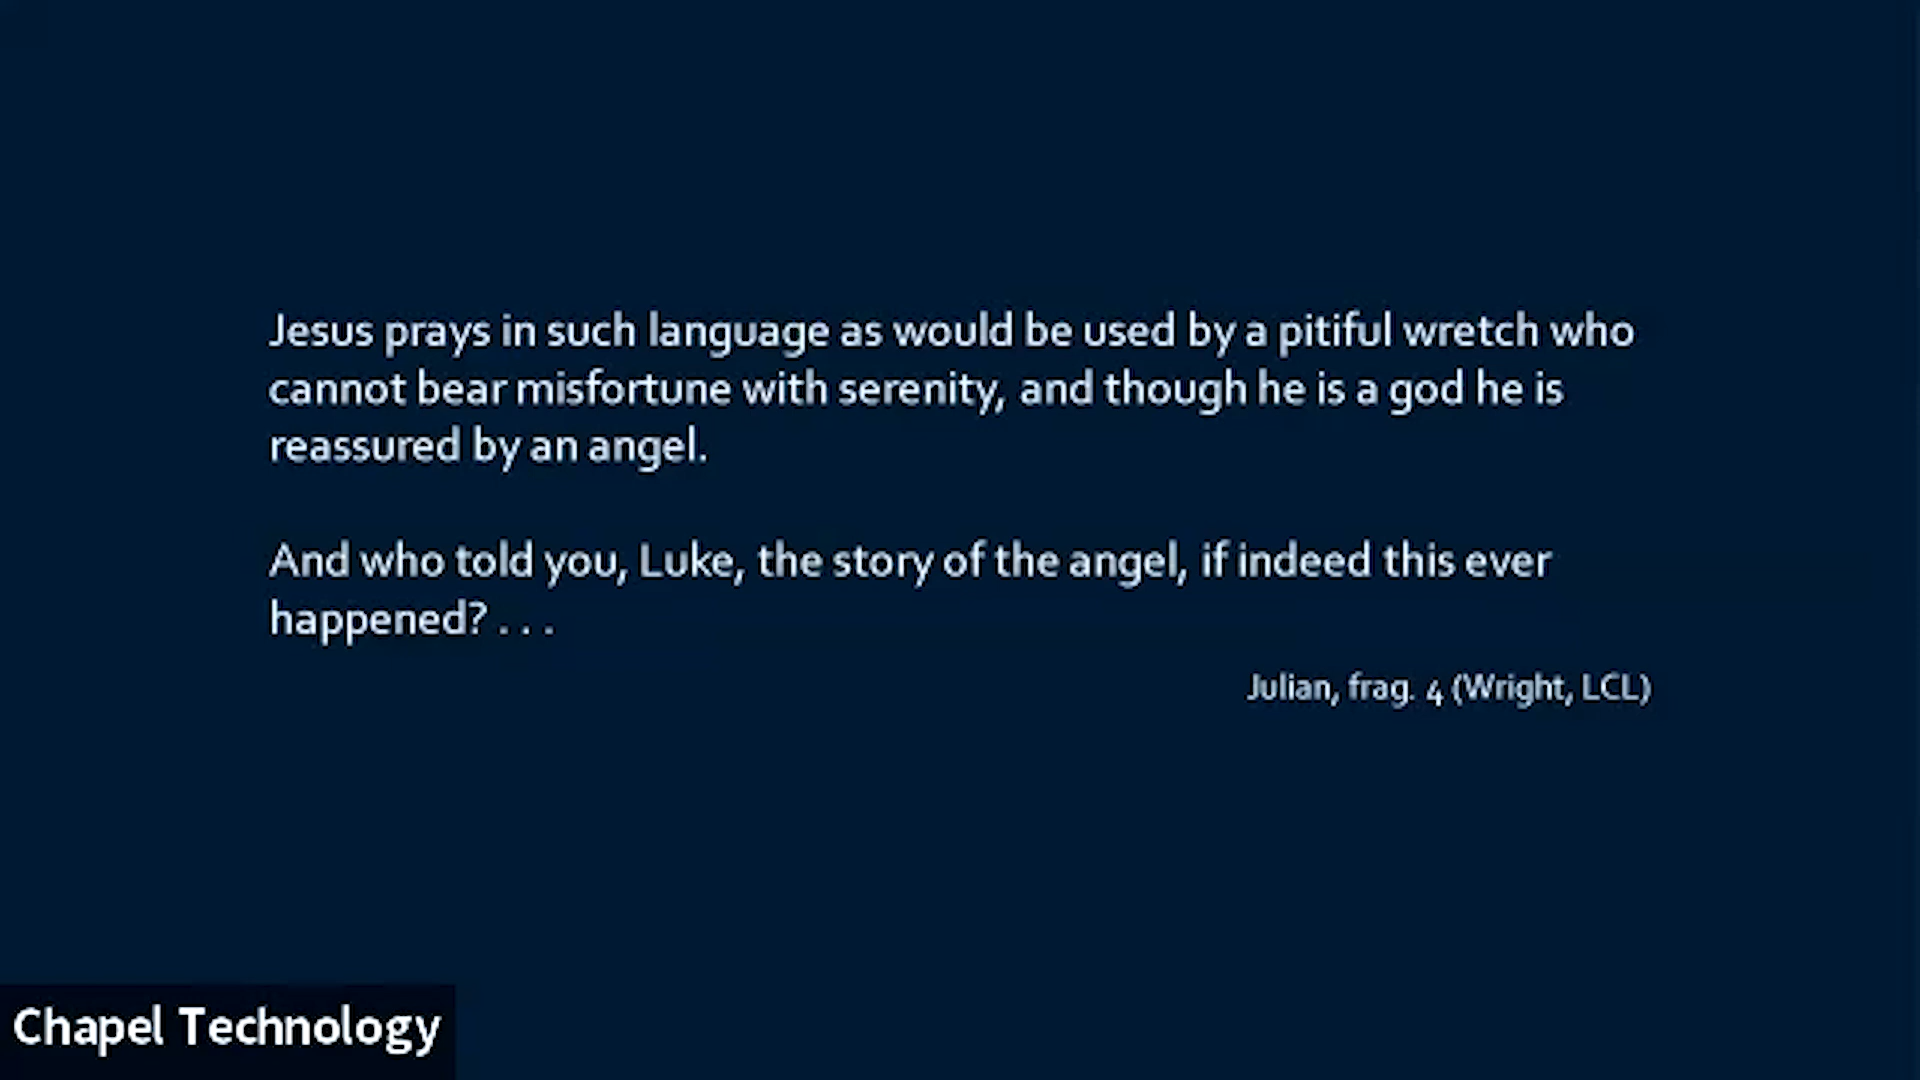 Jesus prays in such language as would be used by a pitiful wretch who
cannot bear misfortune with serenity, and though he is a god he is
reassured by an angel.
And who told you, Luke, the story of the angel, if indeed this ever
happened? . . .
Julian, frag. 4 (Wright, LCL)
Chapel Technology